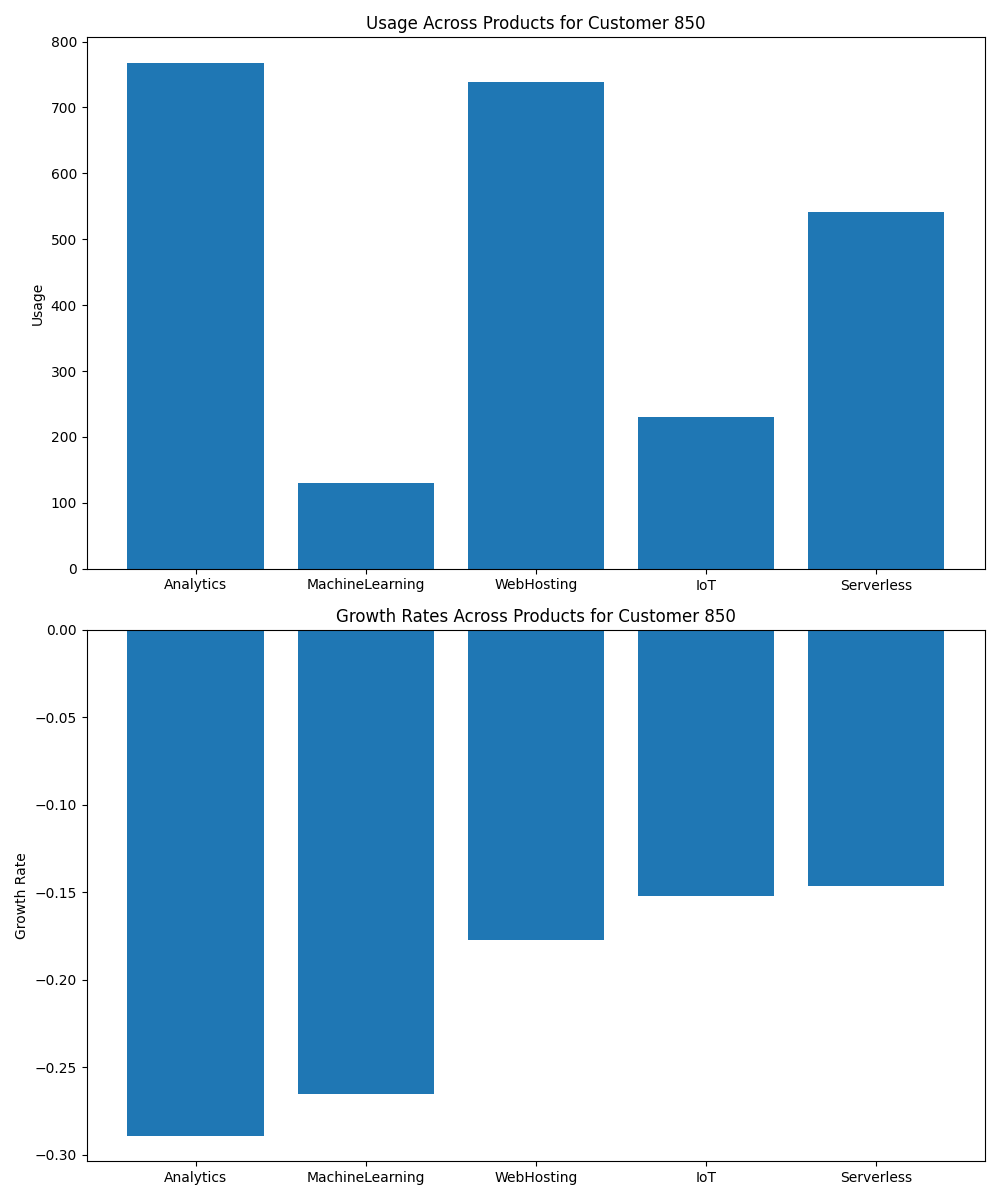 Usage Across Products for Customer 850
800
700
600
500
400
300
200
100
0
Usage
Analytics MachineLearning WebHosting IoT Serverless
Growth Rates Across Products for Customer 850
0.00
−0.05
−0.10
−0.15
−0.20
−0.25
−0.30
Growth Rate
Analytics MachineLearning WebHosting IoT Serverless